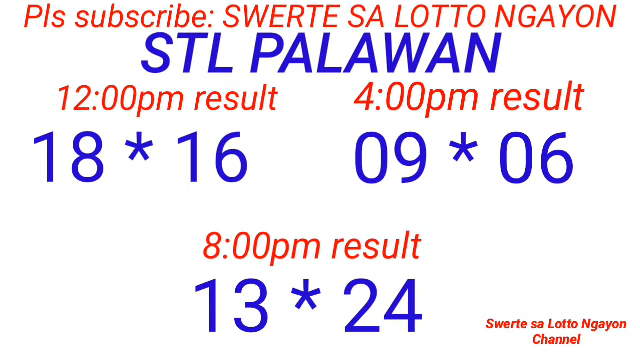 Pls subscribe: SWERTE SA LOTTO NGAYON
STL PALAWAN
12:00pm result
18 * 16
4:00pm result
09 * 06
8:00pm result
13 * 24
Swerte sa Lotto Ngayon
Channel